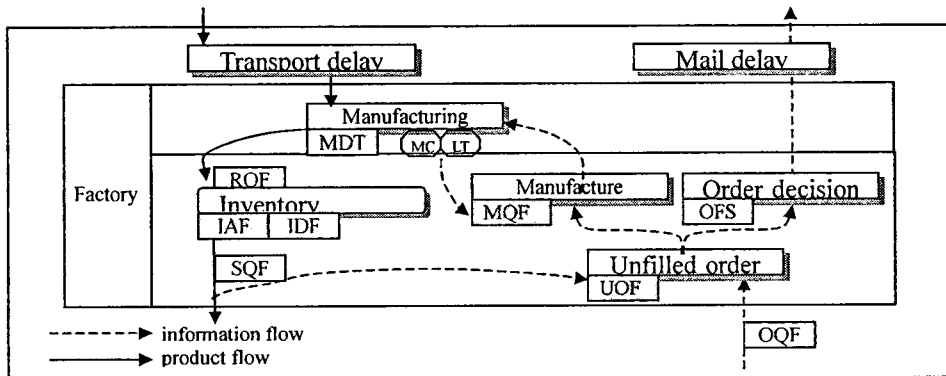 Transport delay
Mail delay
Manufacturing
MDT
MC
LT
Factory
ROF
Inventory
IAF
IDF
SQF
Manufacture
MQF
Order decision
OFS
Unfilled order
UOF
OQF
information flow
product flow